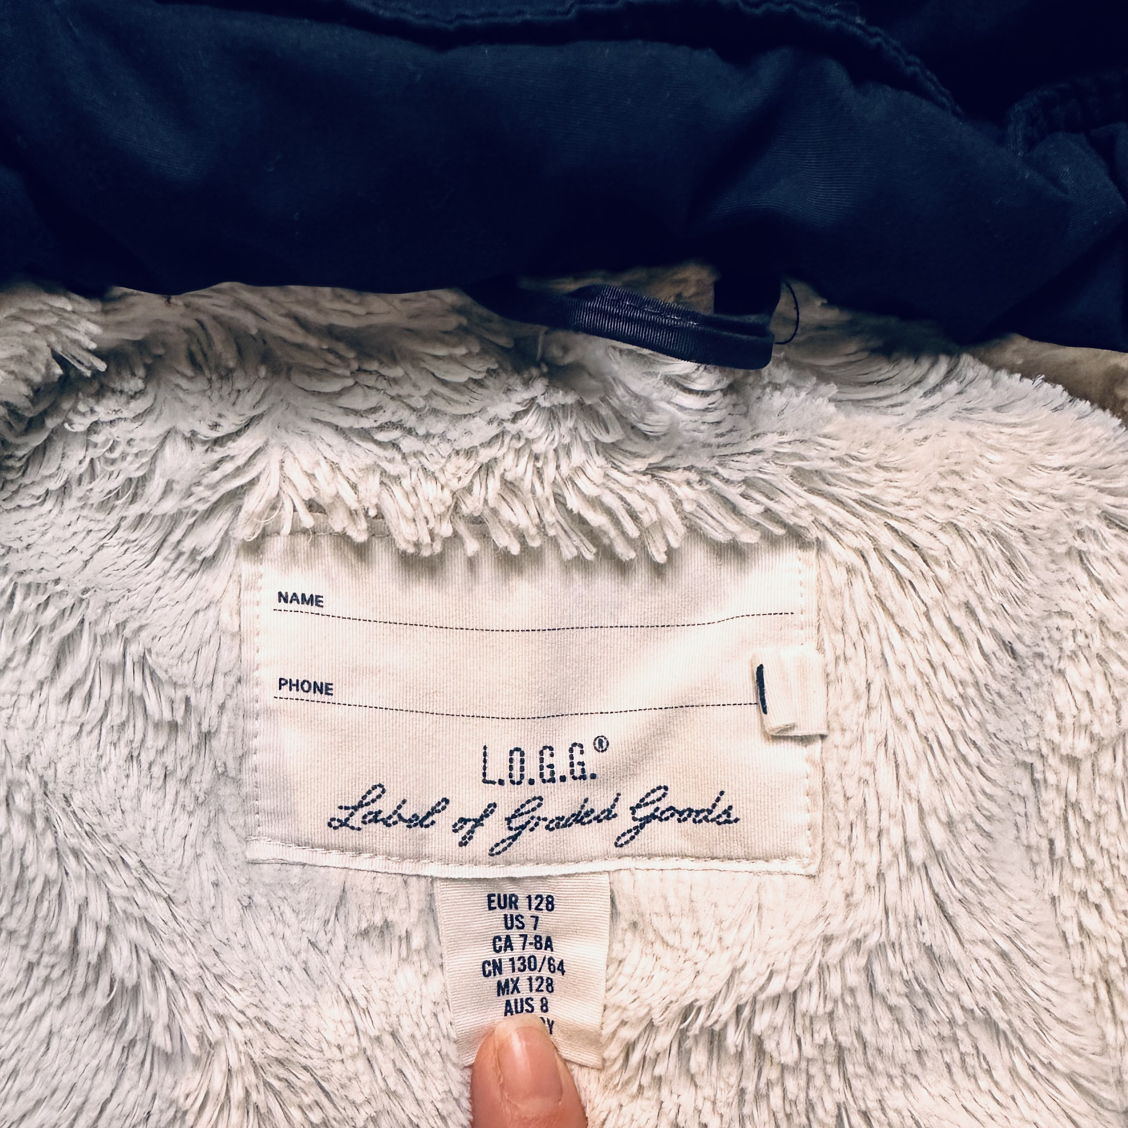 NAME
PHONE
L.O.G.G.®
Label of Graded Goods
EUR 128
US 7
CA 7-8A
CN 130/64
MX 128
AUS 8